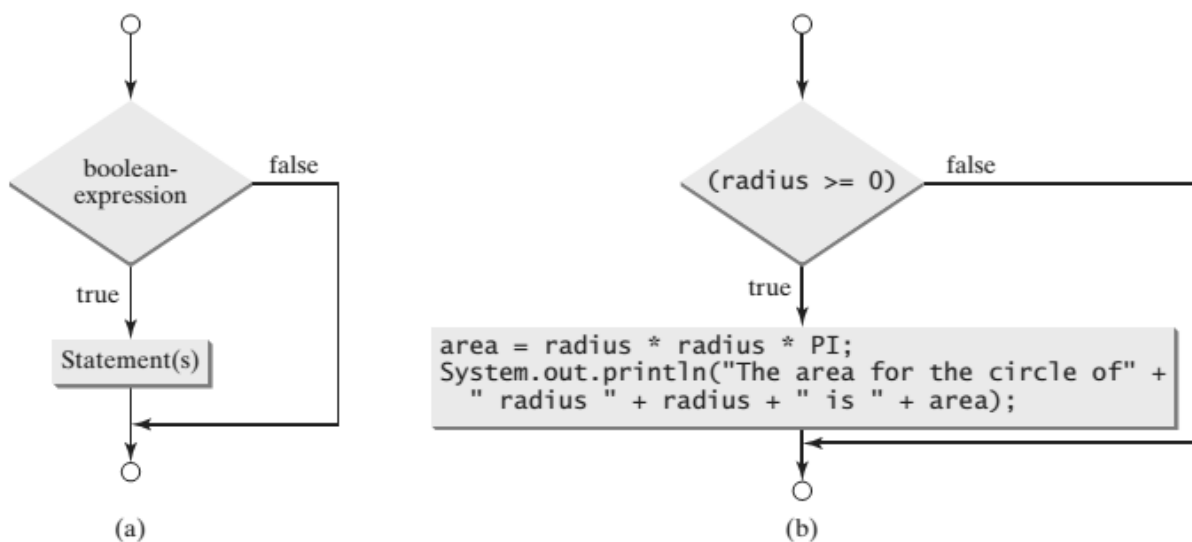 boolean-
expression
false
true
Statement(s)
(a)
(radius >= 0)
false
true
area = radius * radius * PI;
System.out.println("The area for the circle of" +
" radius " + radius + " is " + area);
(b)